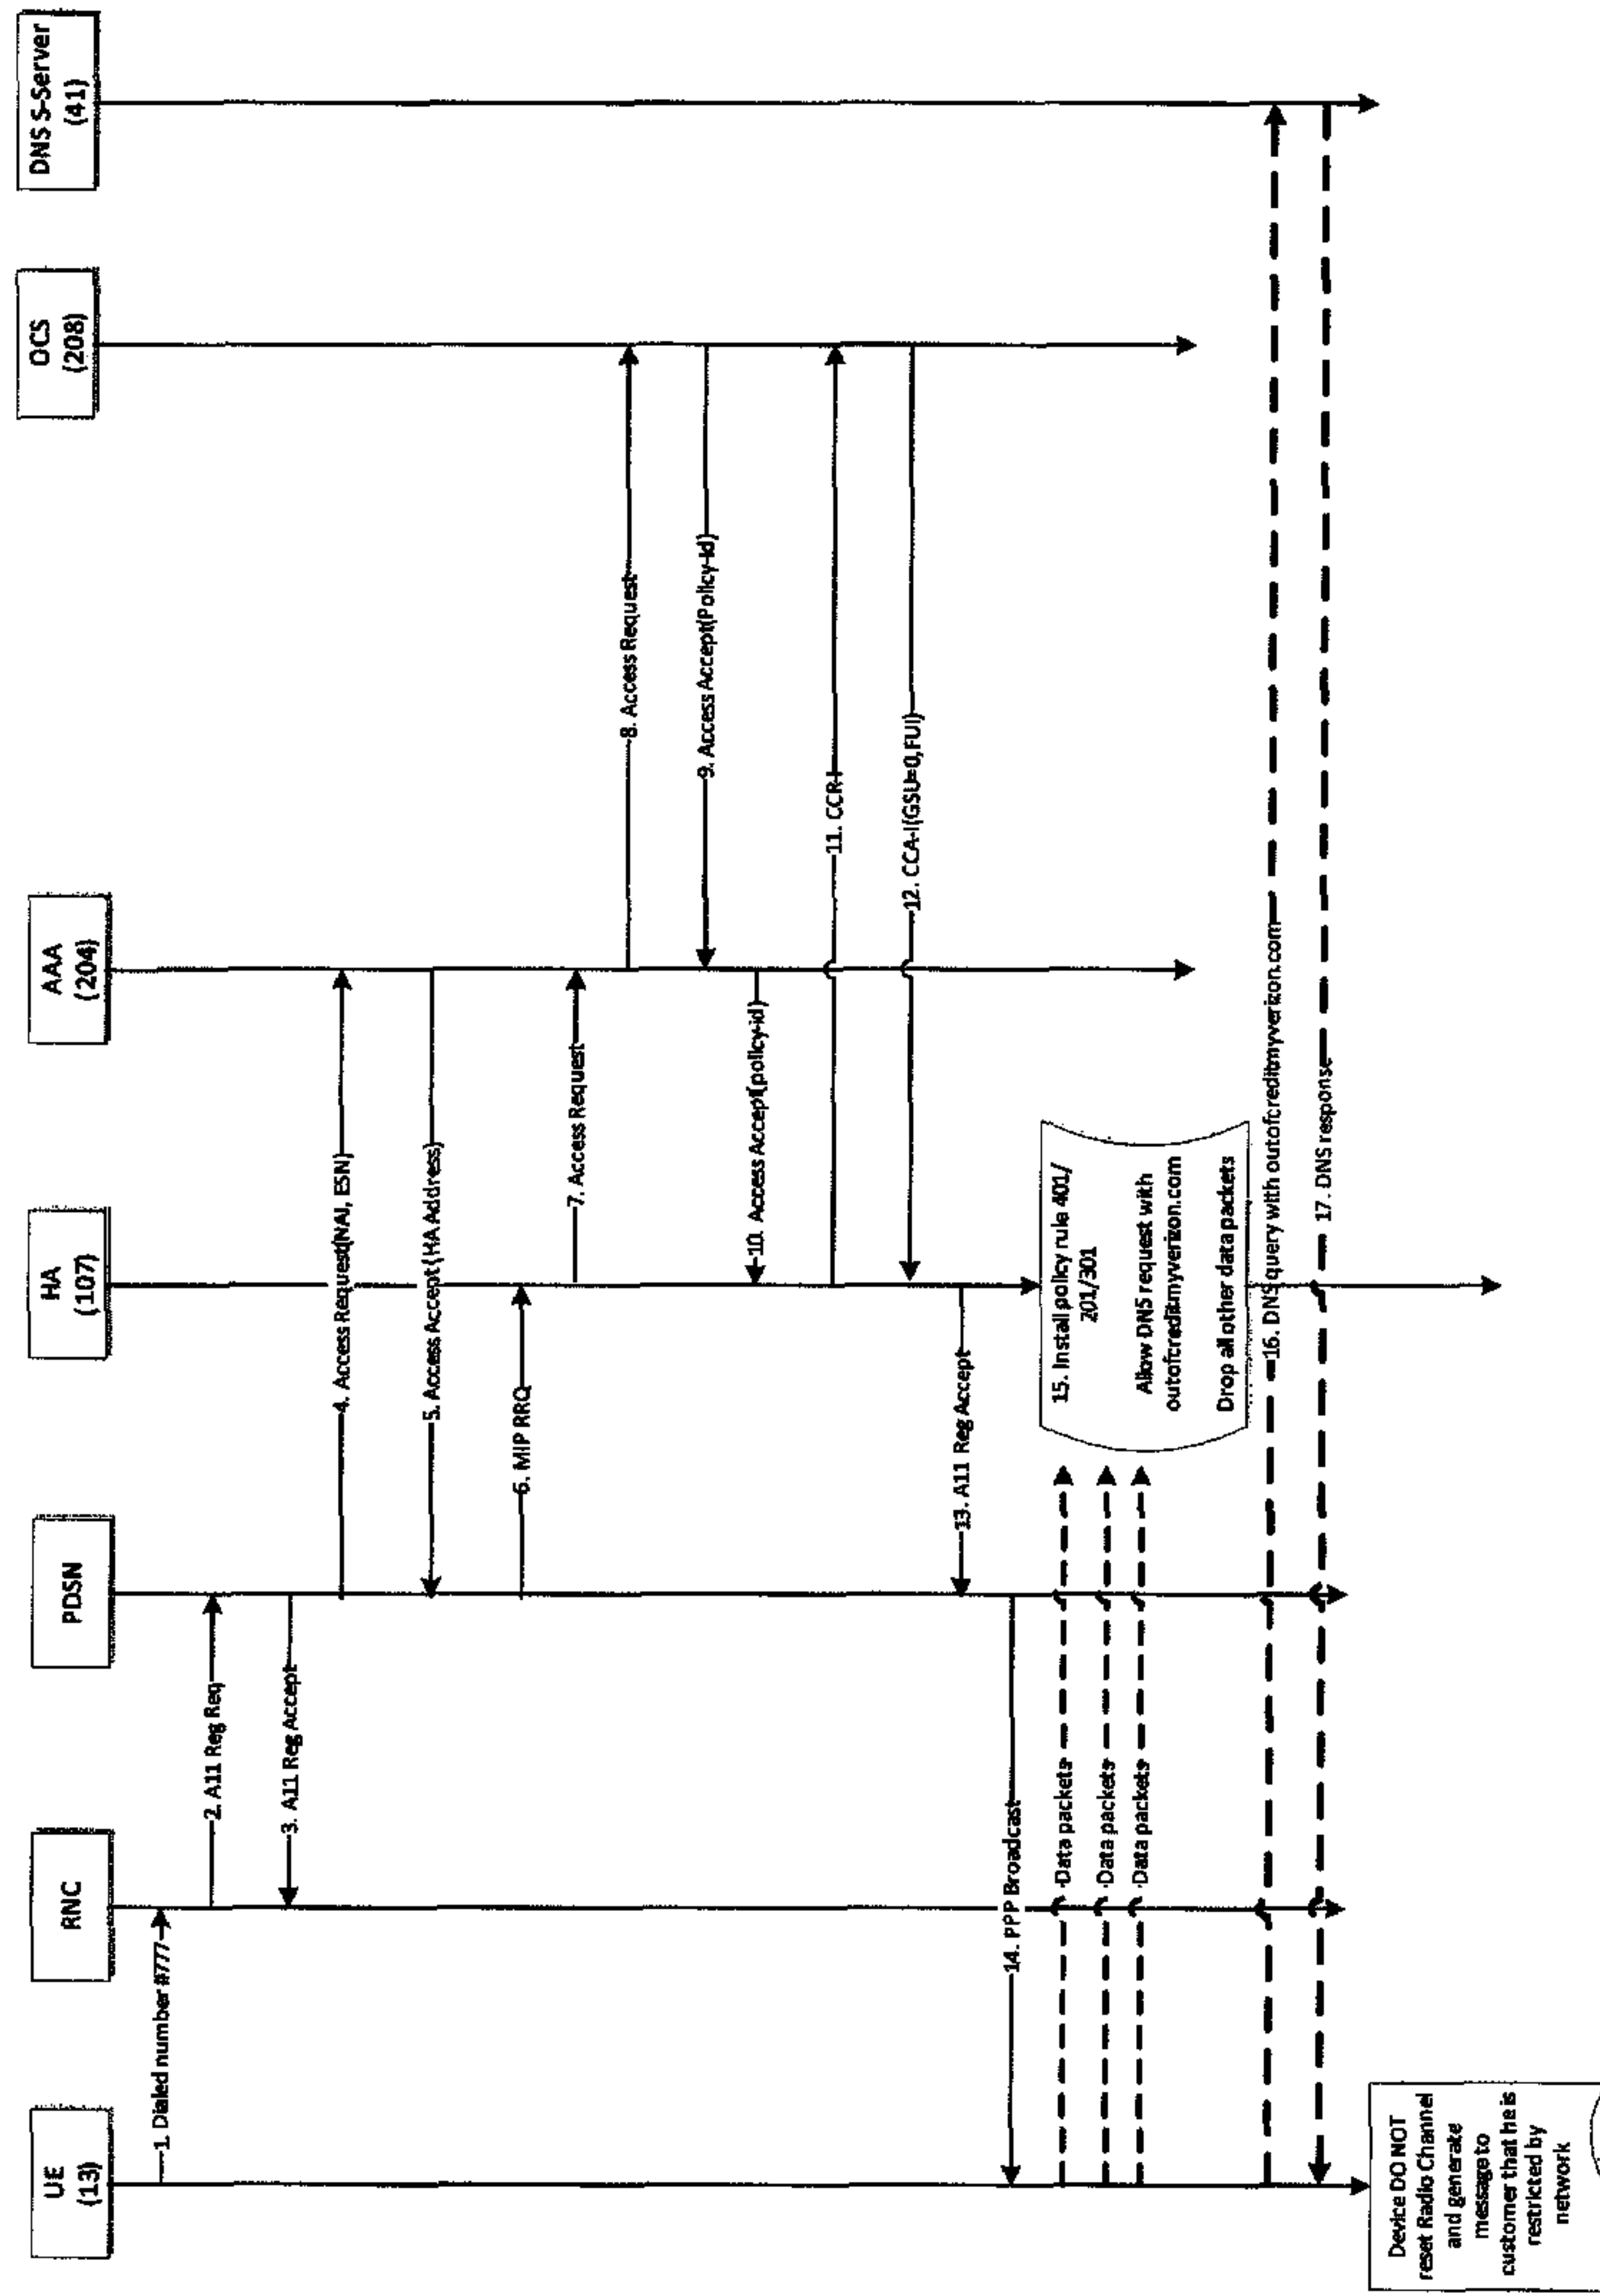 UE
(13)
RNC
PDSN
HA
(107)
AAA
(204)
OCS
(208)
DNS S-Server
(41)
1. Dialed number #777
2. A11 Reg Req
3. A11 Reg Accept
4. Access Request(NAI, ESN)
5. Access Accept(HA Address)
6. MIP RRQ
7. Access Request
8. Access Request
9. Access Accept(Policy-Id)
10. Access Accept(policy-id)
11. CCR-I
12. CCA-I(GSU=0,FUI)
13. A11 Reg Accept
14. PPP Broadcast
Data packets
Data packets
Data packets
15. Install policy rule 401/
201/301
Allow DNS request with
outofcreditmyverizon.com
Drop all other data packets
16. DNS query with outofcreditmyverizon.com
17. DNS response
Device DO NOT
reset Radio Channel
and generate
message to
customer that he is
restricted by
network